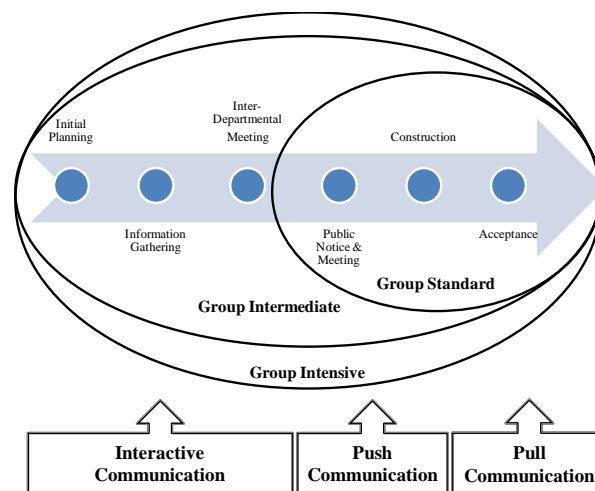 Initial
Planning
Inter-
Departmental
Meeting
Construction
Information
Gathering
Public
Notice &
Meeting
Acceptance
Group Intermediate
Group Standard
Group Intensive
Interactive
Communication
Push
Communication
Pull
Communication